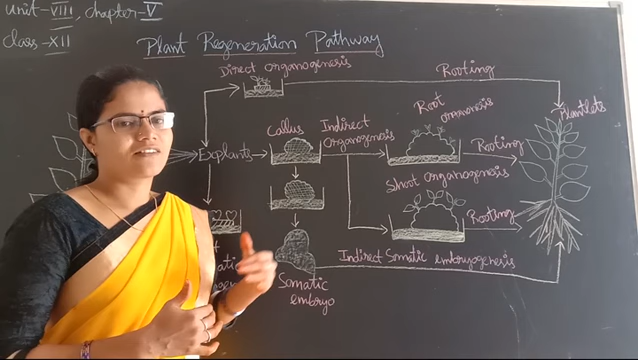 unit-VIII, chapter-V
class-XII
Plant Regeneration Pathway
Direct organogenesis
Rooting
Plantlets
Explants
Callus
Indirect
Organogenesis
Root
Rooting
Shoot Organogenesis
Rooting
Indirect Somatic embryogenesis
Somatic
embryo